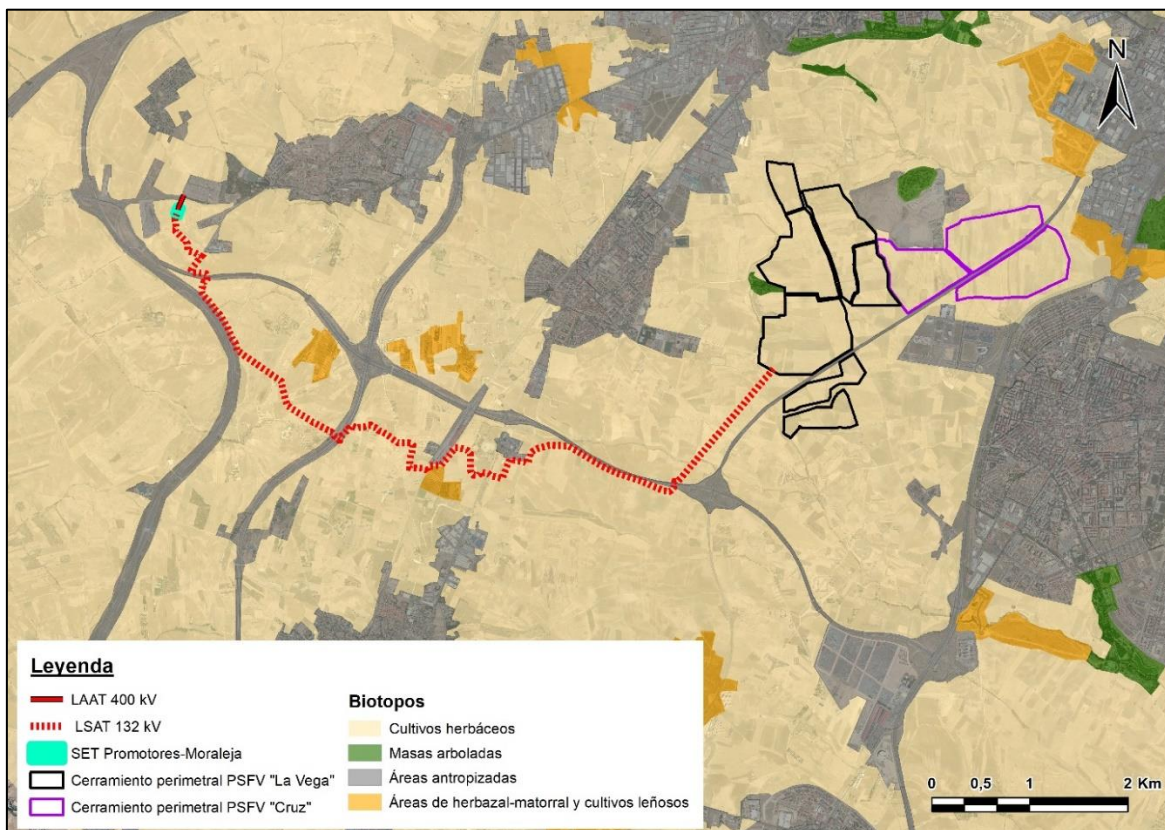 N
Leyenda
LAAT 400 kV
LSAT 132 kV
SET Promotores-Moraleja
Cerramiento perimetral PSFV "La Vega"
Cerramiento perimetral PSFV "Cruz"
Biotopos
Cultivos herbáceos
Masas arboladas
Áreas antropizadas
Áreas de herbazal-matorral y cultivos leñosos
0 0,5 1 2 Km